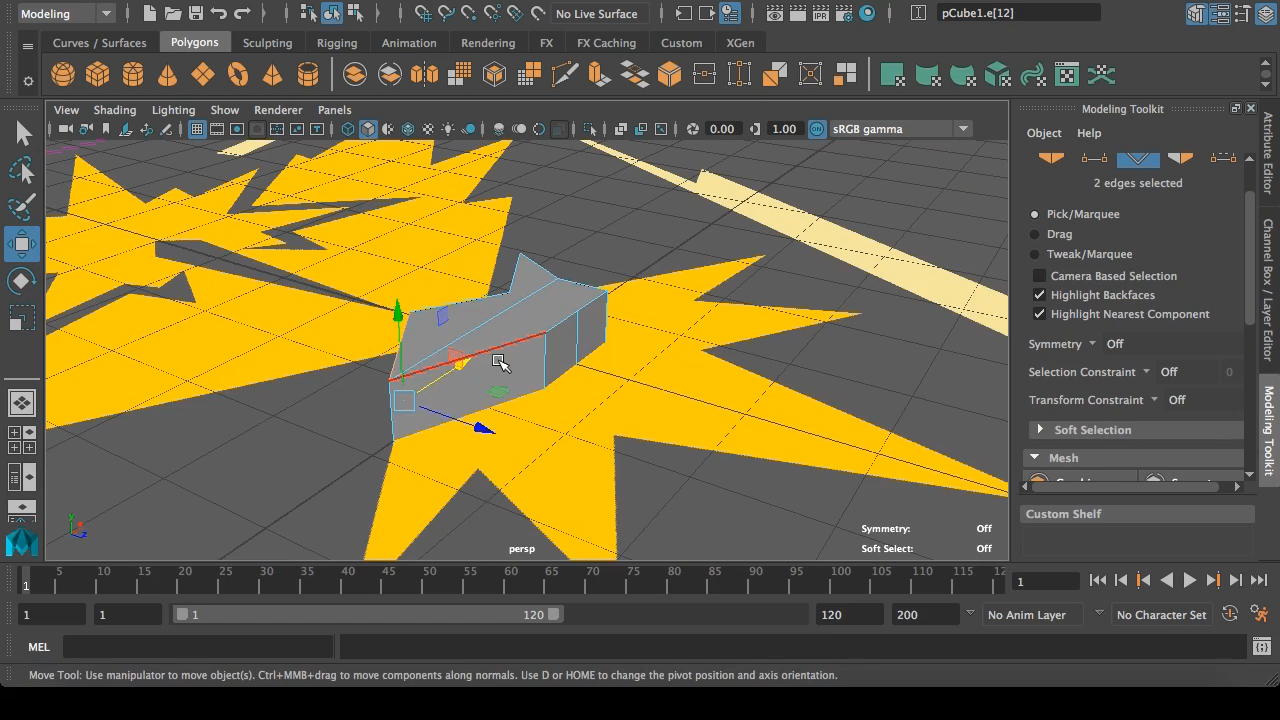 Modeling
No Live Surface
pCube1.e[12]
Curves / Surfaces
Polygons
Sculpting
Rigging
Animation
Rendering
FX
FX Caching
Custom
XGen
View
Shading
Lighting
Show
Renderer
Panels
0.00
1.00
ON
sRGB gamma
Modeling Toolkit
Object
Help
2 edges selected
Pick/Marquee
Drag
Tweak/Marquee
Camera Based Selection
Highlight Backfaces
Highlight Nearest Component
Symmetry
Off
Selection Constraint
Off
0
Transform Constraint
Off
Soft Selection
Mesh
Custom Shelf
Attribute Editor
Channel Box / Layer Editor
Modeling Toolkit
Symmetry:
Off
Soft Select:
Off
persp
5 10 15 20 25 30 35 40 45 50 55 60 65 70 75 80 85 90 95 100 105 110 115 12
1
1
1
1
1
120
120
200
No Anim Layer
No Character Set
MEL
Move Tool: Use manipulator to move object(s). Ctrl+MMB+drag to move components along normals. Use D or HOME to change the pivot position and axis orientation.